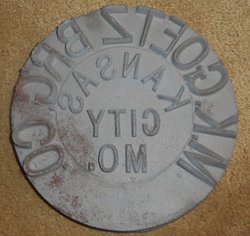 M.K. GOETZ BRG. CO.
KANSAS
CITY
MO.